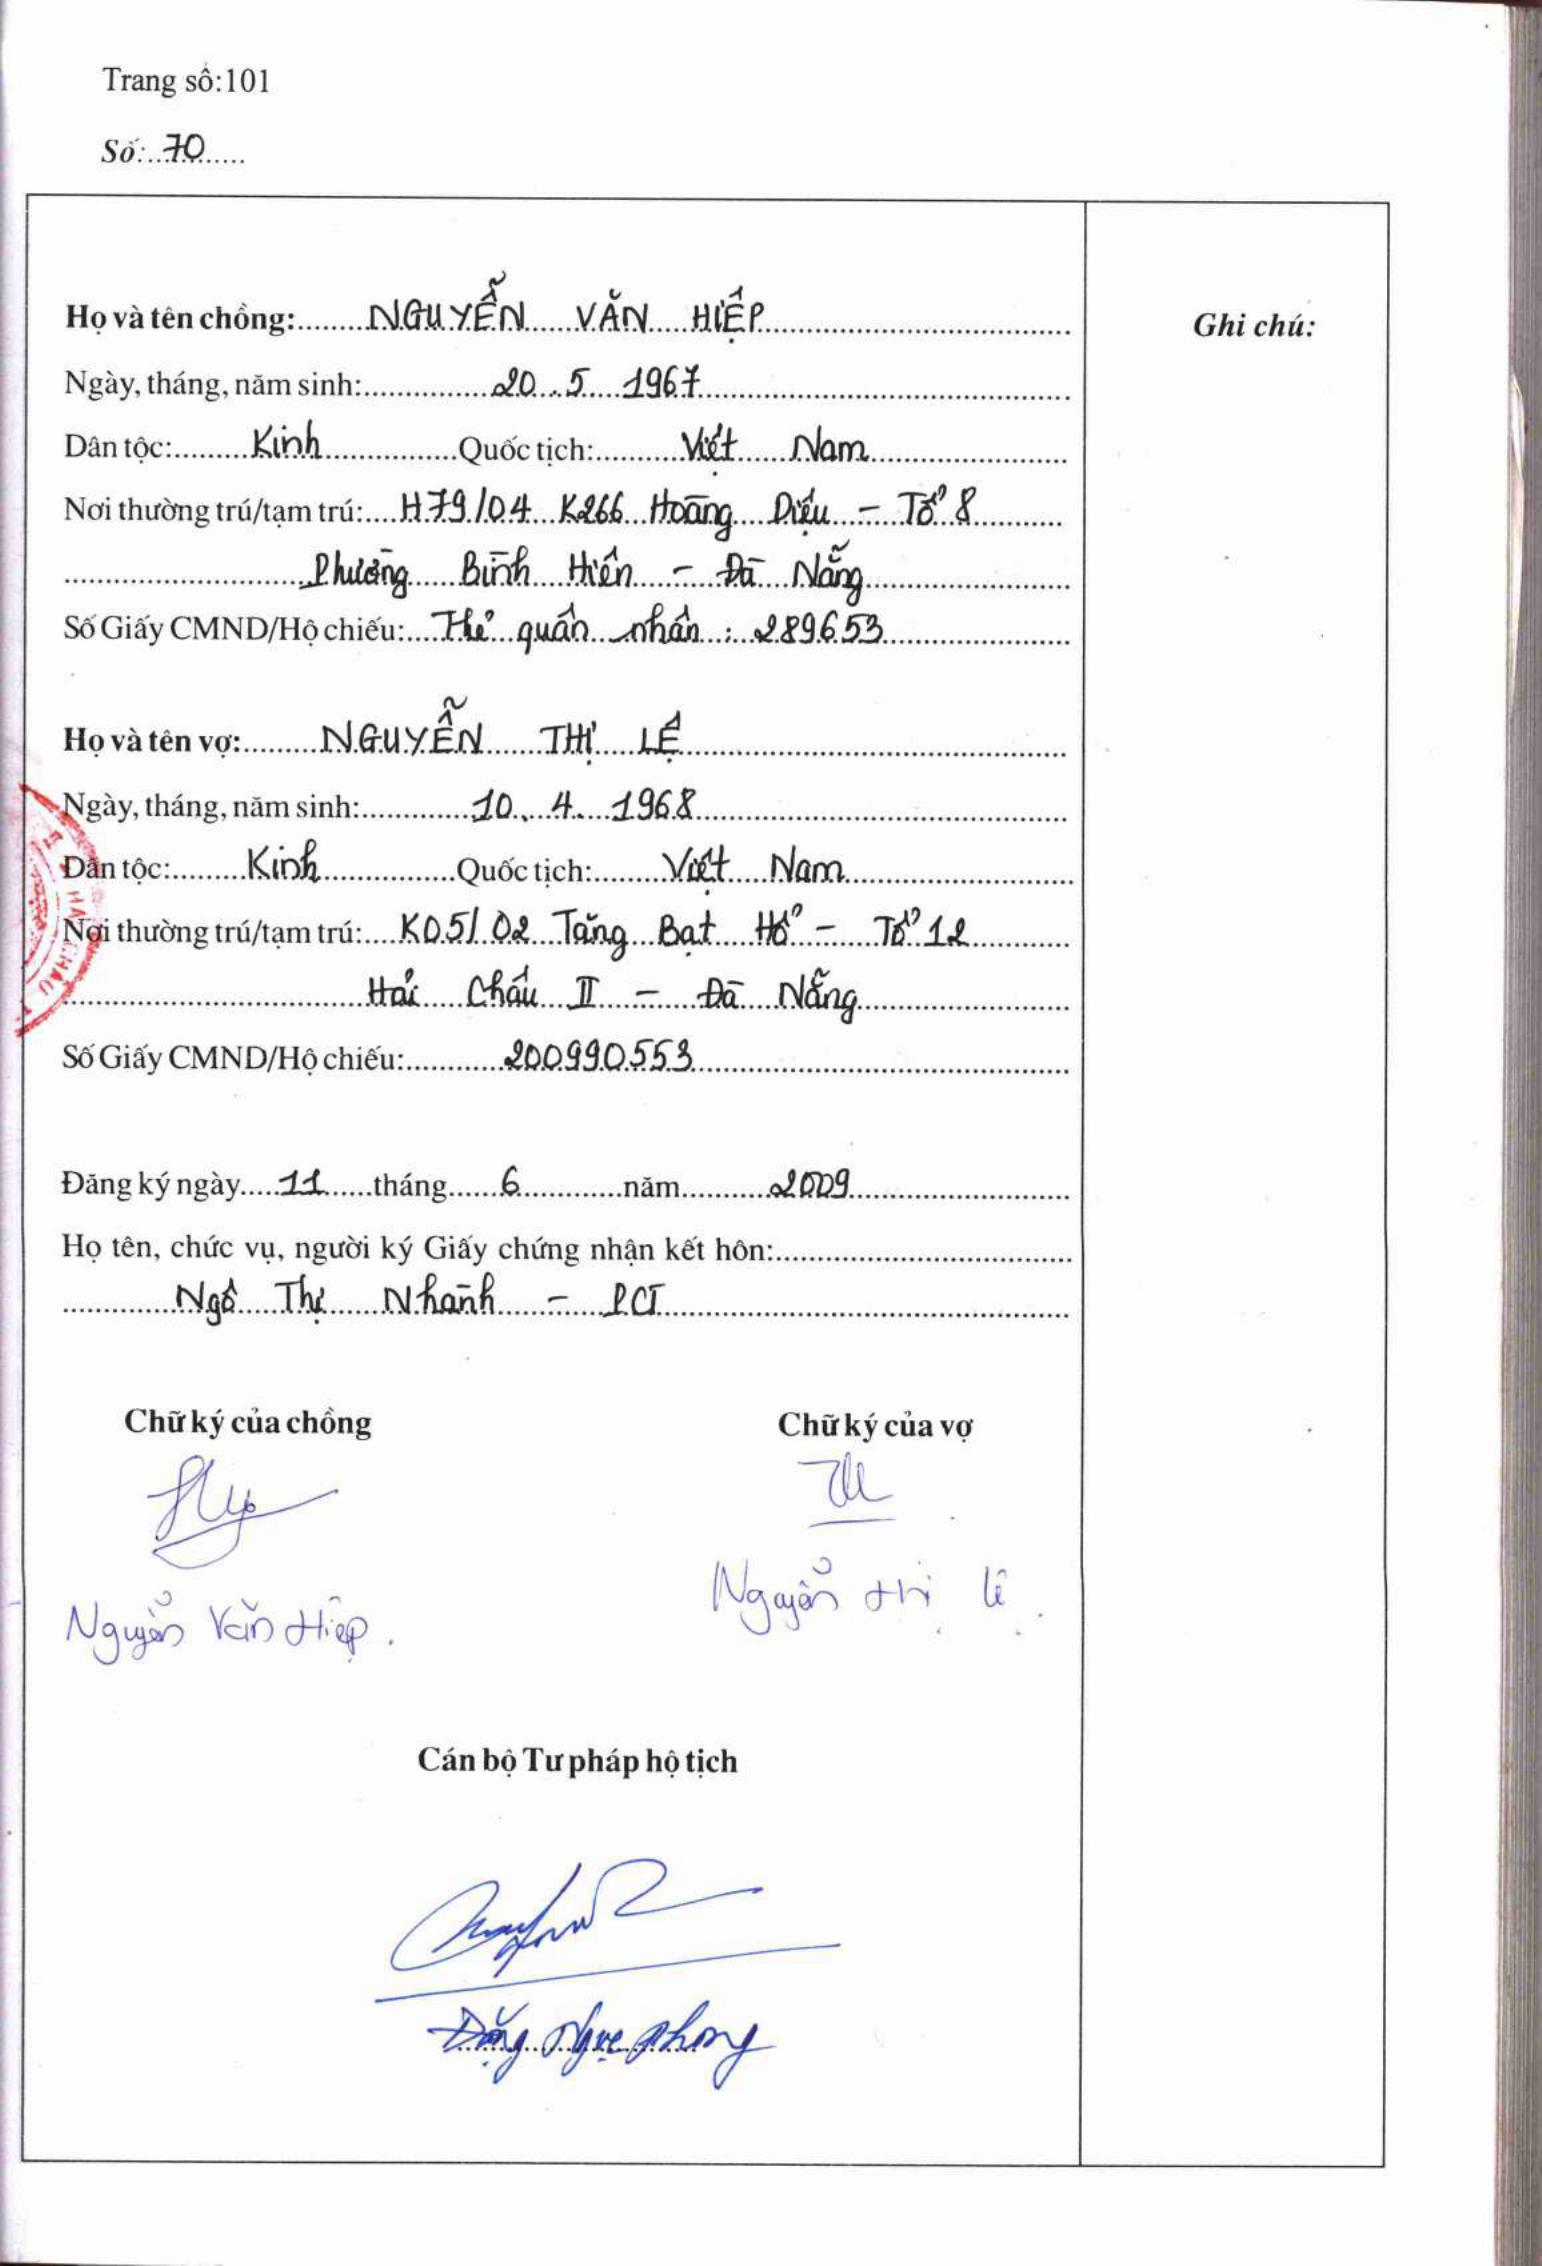 Trang số:101
Số: 70
Họ và tên chồng: NGUYỄN VĂN HIỆP
Ghi chú:
Ngày, tháng, năm sinh: 20. 5 1967
Dân tộc: Kinh Quốc tịch: Việt Nam
Nơi thường trú/tạm trú: H79/04 K266 Hoàng Diệu - Tổ 8
Phường Bình Hiên - Đà Nẵng
Số Giấy CMND/Hộ chiếu: Thẻ quân nhân : 289653
Họ và tên vợ: NGUYỄN THỊ LỆ
Ngày, tháng, năm sinh: 10. 4. 1968
Dân tộc: Kinh Quốc tịch: Việt Nam
Nơi thường trú/tạm trú: K05/02 Tăng Bạt Hổ - Tổ 12
Hải Châu II - Đà Nẵng
Số Giấy CMND/Hộ chiếu: 200990553
Đăng ký ngày 11 tháng 6 năm 2009
Họ tên, chức vụ, người ký Giấy chứng nhận kết hôn:
Ngô Thị Nhành - PCT
Chữ ký của chồng Chữ ký của vợ
Nguyễn Văn Hiệp. Nguyễn Thị Lệ
Cán bộ Tư pháp hộ tịch
Đặng Ngọc Phong